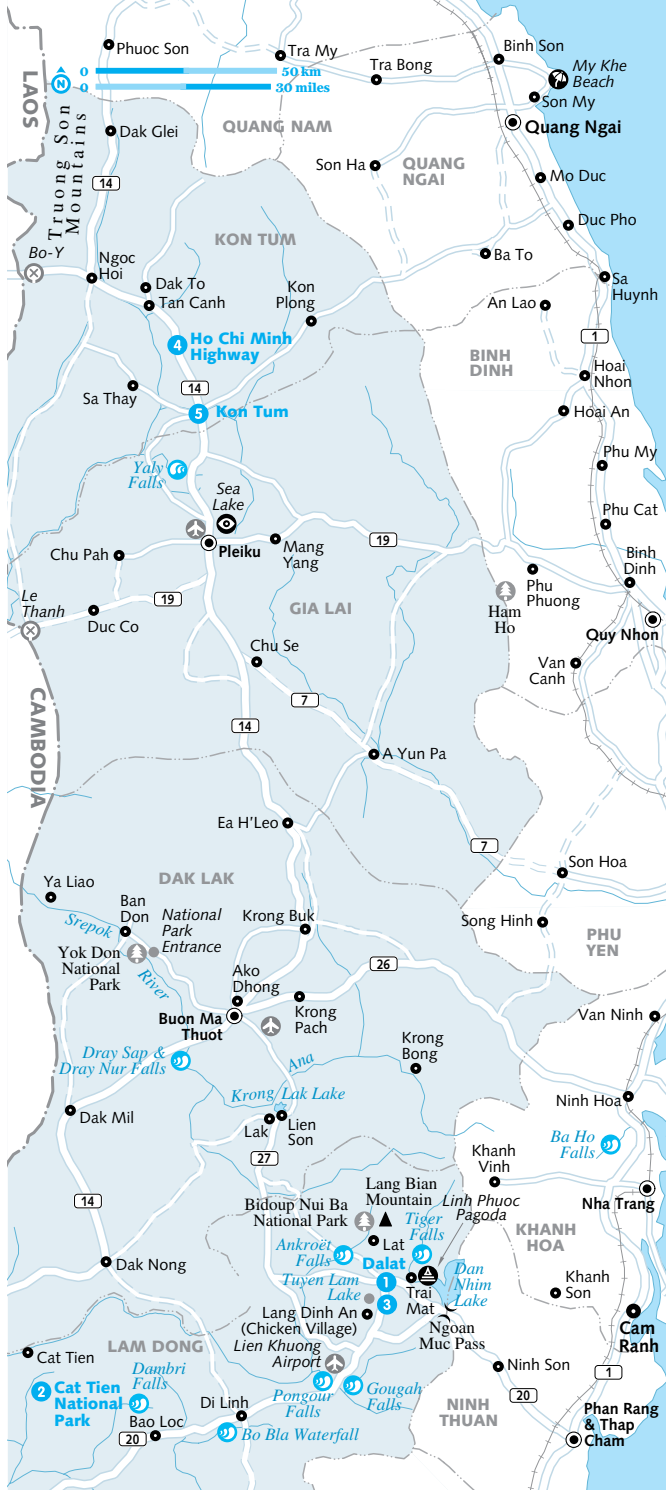 Phuoc Son
Tra My
Binh Son
My Khe
Beach
Tra Bong
0 50 km
N
0 30 miles
LAOS
Son My
Quang Ngai
QUANG NAM
Dak Glei
Truong Son
Mountains
Son Ha
QUANG
NGAI
14
Mo Duc
Duc Pho
KON TUM
Bo-Y
Ngoc
Hoi
Ba To
Dak To
Tan Canh
Kon
Plong
Sa
Huynh
An Lao
4 Ho Chi Minh
Highway
1
BINH
DINH
Hoai
Nhon
14
Sa Thay
5 Kon Tum
Hoai An
Yaly
Falls
Phu My
Sea
Lake
Phu Cat
Pleiku
Mang
Yang
19
Chu Pah
Binh
Dinh
Le
Thanh
19
Duc Co
GIA LAI
Phu
Phuong
Ham
Ho
Quy Nhon
Chu Se
Van
Canh
CAMBODIA
7
14
A Yun Pa
Ea H'Leo
7
Son Hoa
DAK LAK
Ya Liao
Ban
Don
National
Park
Entrance
Krong Buk
Song Hinh
PHU
YEN
Srepok
River
Yok Don
National
Park
26
Ako
Dhong
Krong
Pach
Buon Ma
Thuot
Van Ninh
Dray Sap &
Dray Nur Falls
Krong
Bong
Krong
Ana
Lak Lake
Ninh Hoa
Dak Mil
Lak
Lien
Son
Ba Ho
Falls
27
Khanh
Vinh
Lang Bian
Mountain
Linh Phuoc
Pagoda
Nha Trang
14
Bidoup Nui Ba
National Park
Tiger
Falls
KHANH
HOA
Lat
Ankroët
Falls
Dalat
1
Dan
Nhim
Lake
Dak Nong
Tuyen Lam
Lake
3
Trai
Mat
Khanh
Son
Lang Dinh An
(Chicken Village)
Cam
Ranh
Ngoan
Muc Pass
LAM DONG
Lien Khuong
Airport
Cat Tien
Dambri
Falls
Ninh Son
1
2 Cat Tien
National
Park
Pongour
Falls
Gougah
Falls
20
NINH
THUAN
Di Linh
Phan Rang
& Thap
Cham
Bao Loc
20
Bo Bla Waterfall